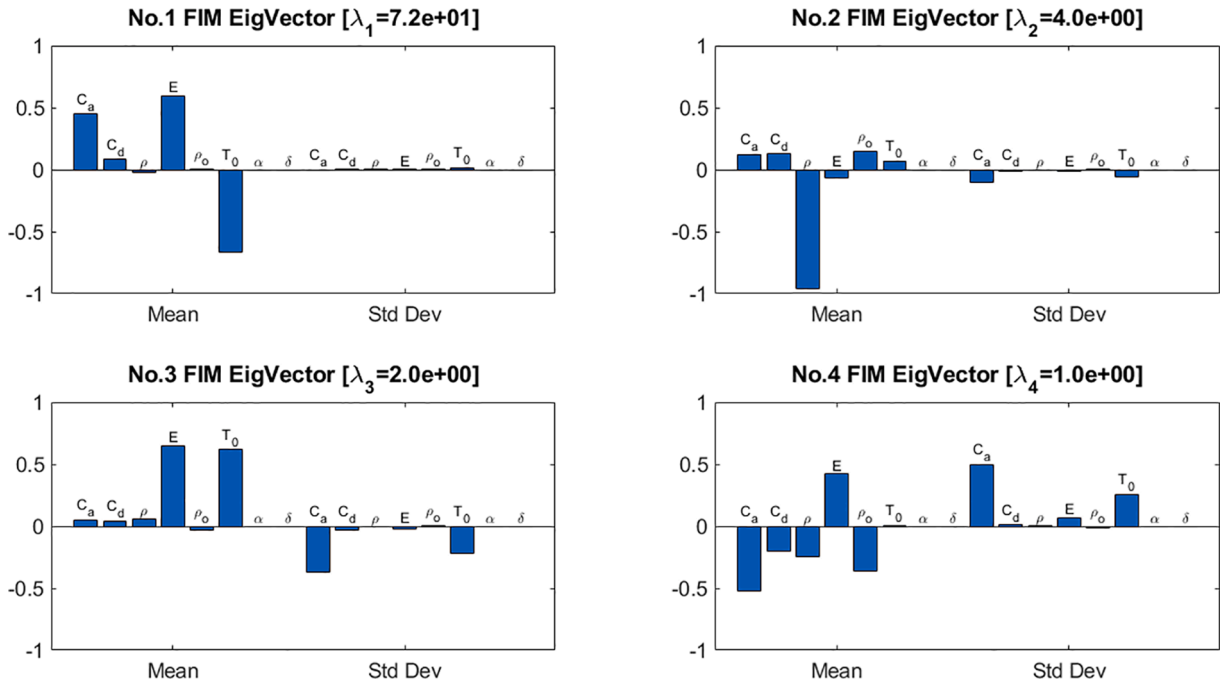 No.1 FIM EigVector [λ1=7.2e+01]
1
0.5
0
-0.5
-1
Ca Cd ρ E ρo T0 α δ Ca Cd ρ E ρo T0 α δ
Mean Std Dev
No.2 FIM EigVector [λ2=4.0e+00]
1
0.5
0
-0.5
-1
Ca Cd ρ E ρo T0 α δ Ca Cd ρ E ρo T0 α δ
Mean Std Dev
No.3 FIM EigVector [λ3=2.0e+00]
1
0.5
0
-0.5
-1
Ca Cd ρ E ρo T0 α δ Ca Cd ρ E ρo T0 α δ
Mean Std Dev
No.4 FIM EigVector [λ4=1.0e+00]
1
0.5
0
-0.5
-1
Ca Cd ρ E ρo T0 α δ Ca Cd ρ E ρo T0 α δ
Mean Std Dev